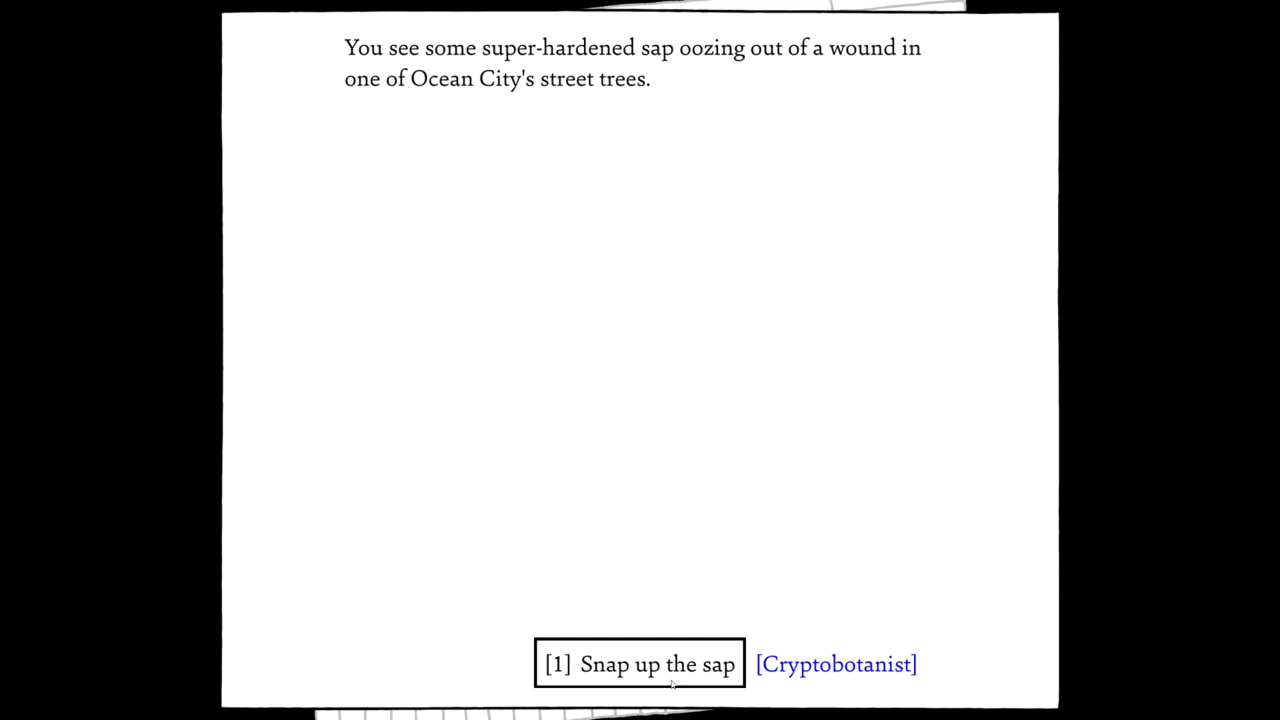 You see some super-hardened sap oozing out of a wound in
one of Ocean City's street trees.
[1] Snap up the sap [Cryptobotanist]